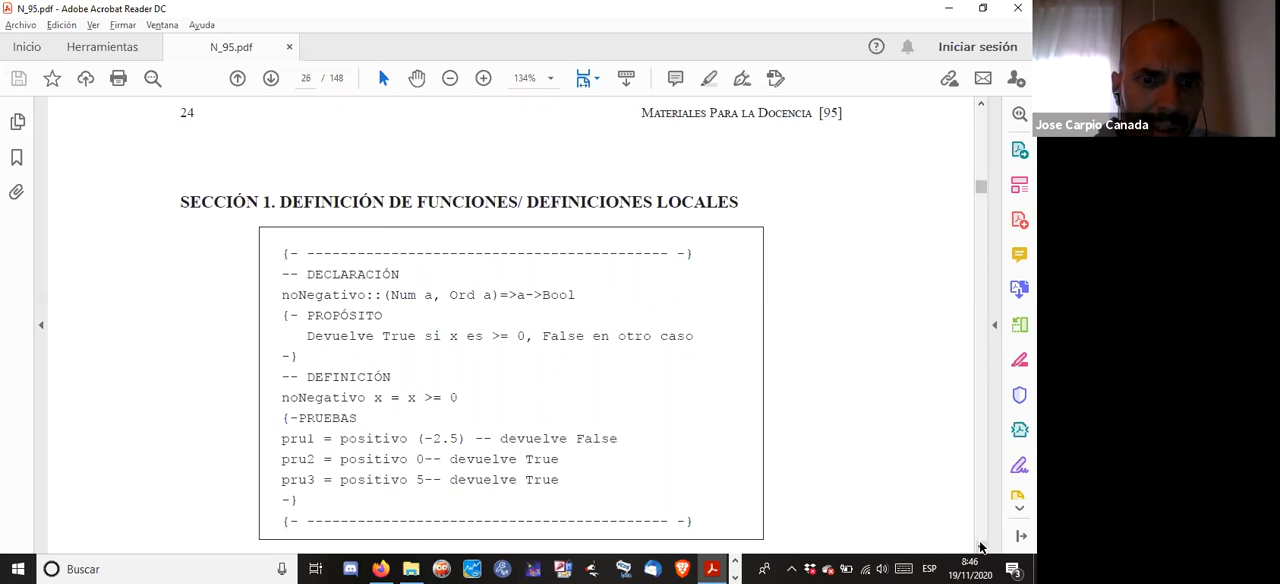 N_95.pdf - Adobe Acrobat Reader DC
Archivo Edición Ver Firmar Ventana Ayuda
Inicio Herramientas N_95.pdf × Iniciar sesión
26 / 148 134%
24 MATERIALES PARA LA DOCENCIA [95]
Jose Carpio Canada
SECCIÓN 1. DEFINICIÓN DE FUNCIONES/ DEFINICIONES LOCALES
{- ------------------------------------------- -}
-- DECLARACIÓN
noNegativo::(Num a, Ord a)=>a->Bool
{- PROPÓSITO
Devuelve True si x es >= 0, False en otro caso
-}
-- DEFINICIÓN
noNegativo x = x >= 0
{-PRUEBAS
pru1 = positivo (-2.5) -- devuelve False
pru2 = positivo 0-- devuelve True
pru3 = positivo 5-- devuelve True
-}
{- ------------------------------------------- -}
Buscar
ESP
8:46
19/11/2020